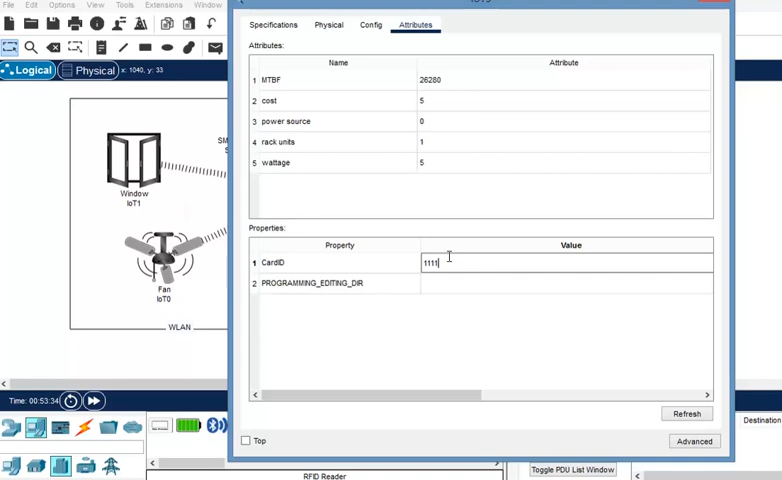 File Edit Options View Tools Extensions Window
Specifications Physical Config Attributes
Attributes:
Name Attribute
1 MTBF 26280
2 cost 5
3 power source 0
4 rack units 1
5 wattage 5
Properties:
Property Value
1 CardID 1111
2 PROGRAMMING_EDITING_DIR
Refresh
Top
Advanced
Logical Physical x: 1040, y: 33
SM
Window
IoT1
Fan
IoT0
WLAN
Time: 00:53:34
Destination
RFID Reader
Toggle PDU List Window